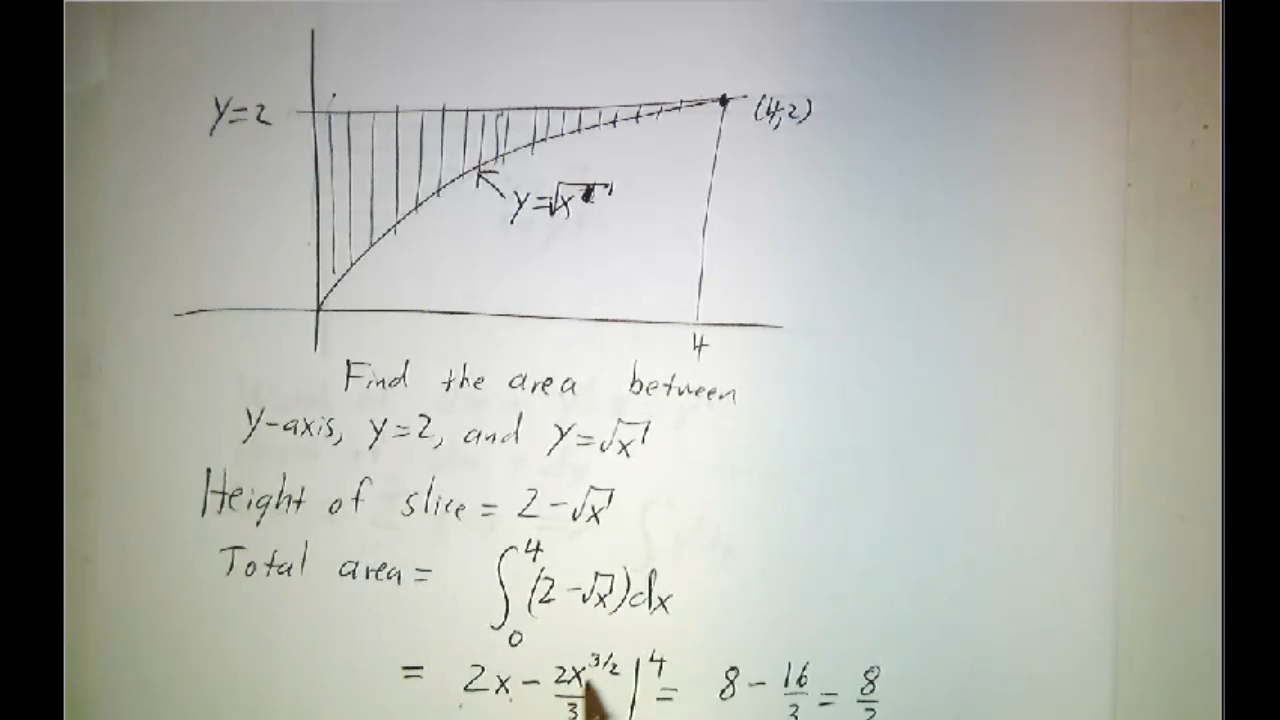 y=2
(4,2)
y=√x
4
Find the area between
y-axis, y=2, and y=√x
Height of slice = 2-√x
Total area = ∫₀⁴ (2-√x)dx
= 2x - 2x^3/2 / 3 |⁴ = 8 - 16/3 = 8/3